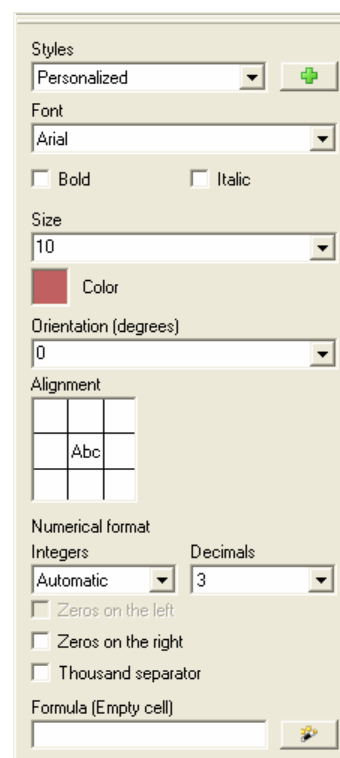 Styles
Personalized
Font
Arial
Bold Italic
Size
10
Color
Orientation (degrees)
0
Alignment
Abc
Numerical format
Integers Decimals
Automatic 3
Zeros on the left
Zeros on the right
Thousand separator
Formula (Empty cell)